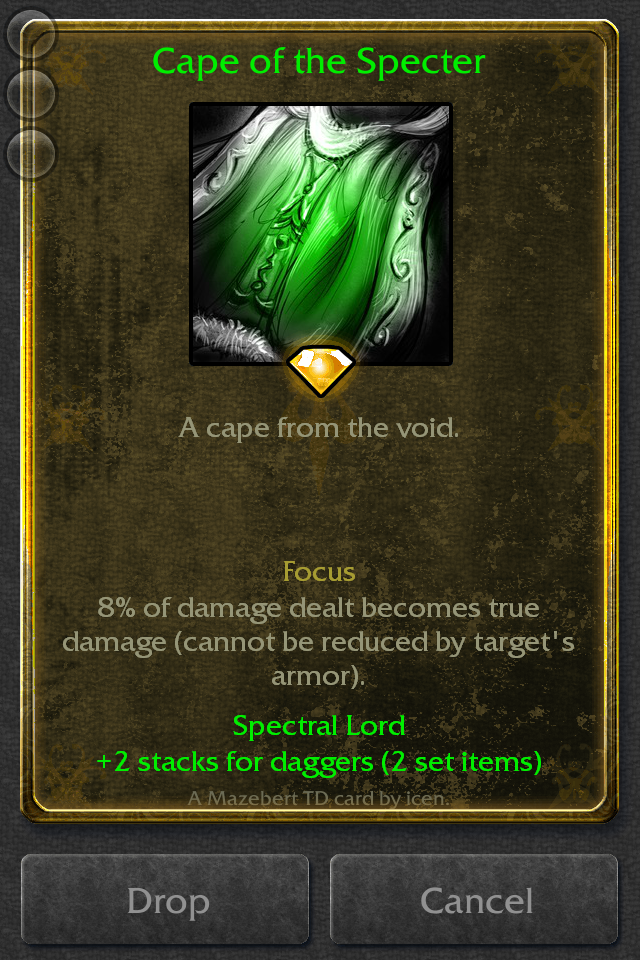 Cape of the Specter
A cape from the void.
Focus
8% of damage dealt becomes true
damage (cannot be reduced by target's
armor).
Spectral Lord
+2 stacks for daggers (2 set items)
A Mazebert TD card by icen.
Drop
Cancel